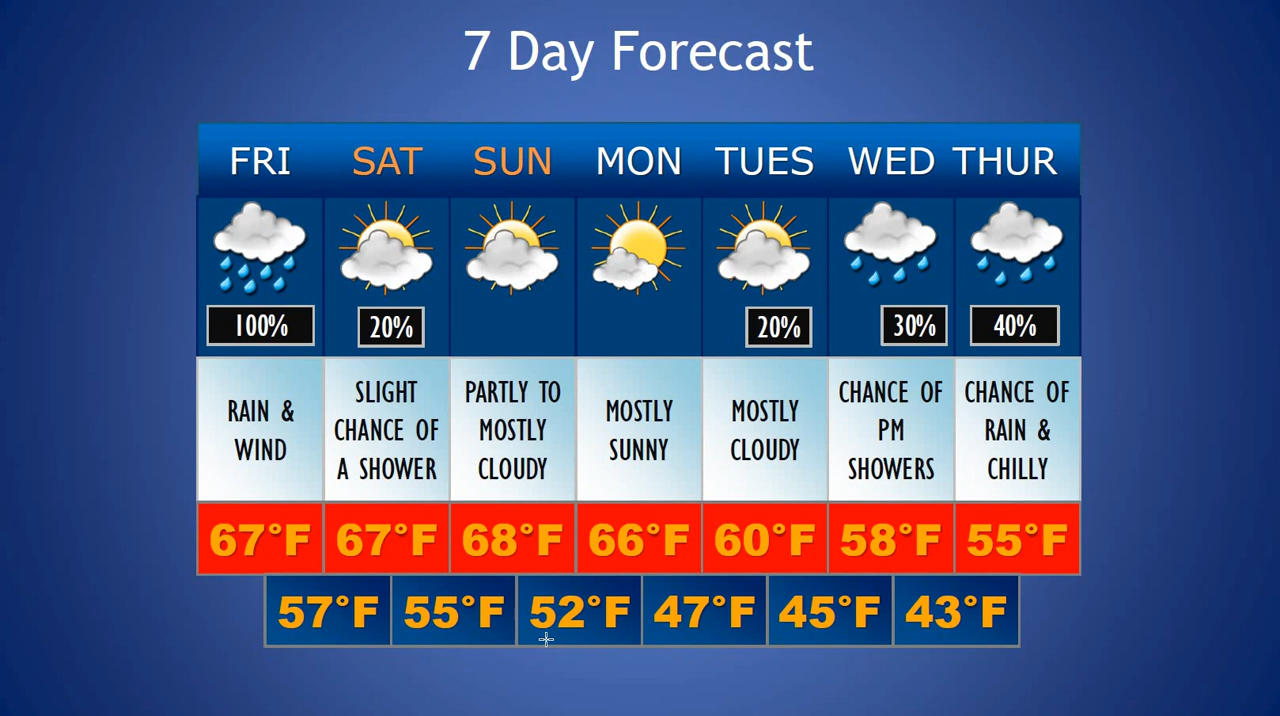 7 Day Forecast
FRI SAT SUN MON TUES WED THUR
100% 20% 20% 30% 40%
RAIN &
WIND
SLIGHT
CHANCE OF
A SHOWER
PARTLY TO
MOSTLY
CLOUDY
MOSTLY
SUNNY
MOSTLY
CLOUDY
CHANCE OF
PM
SHOWERS
CHANCE OF
RAIN &
CHILLY
67°F 67°F 68°F 66°F 60°F 58°F 55°F
57°F 55°F 52°F 47°F 45°F 43°F